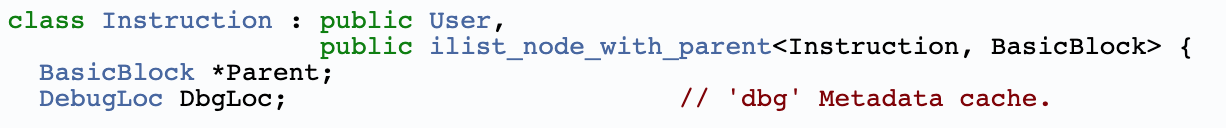 class Instruction : public User,
                    public ilist_node_with_parent<Instruction, BasicBlock> {
  BasicBlock *Parent;
  DebugLoc DbgLoc;                         // 'dbg' Metadata cache.